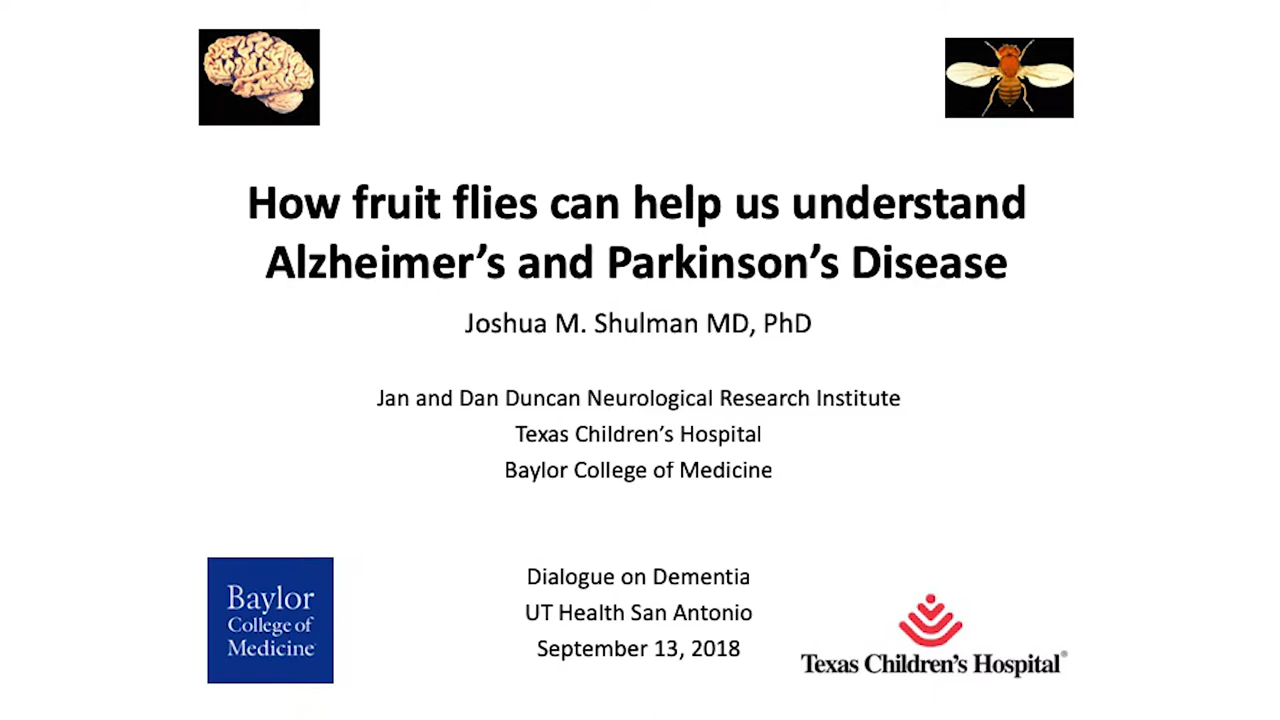 How fruit flies can help us understand
Alzheimer’s and Parkinson’s Disease
Joshua M. Shulman MD, PhD
Jan and Dan Duncan Neurological Research Institute
Texas Children’s Hospital
Baylor College of Medicine
Baylor
College of
Medicine
Dialogue on Dementia
UT Health San Antonio
September 13, 2018
Texas Children’s Hospital®